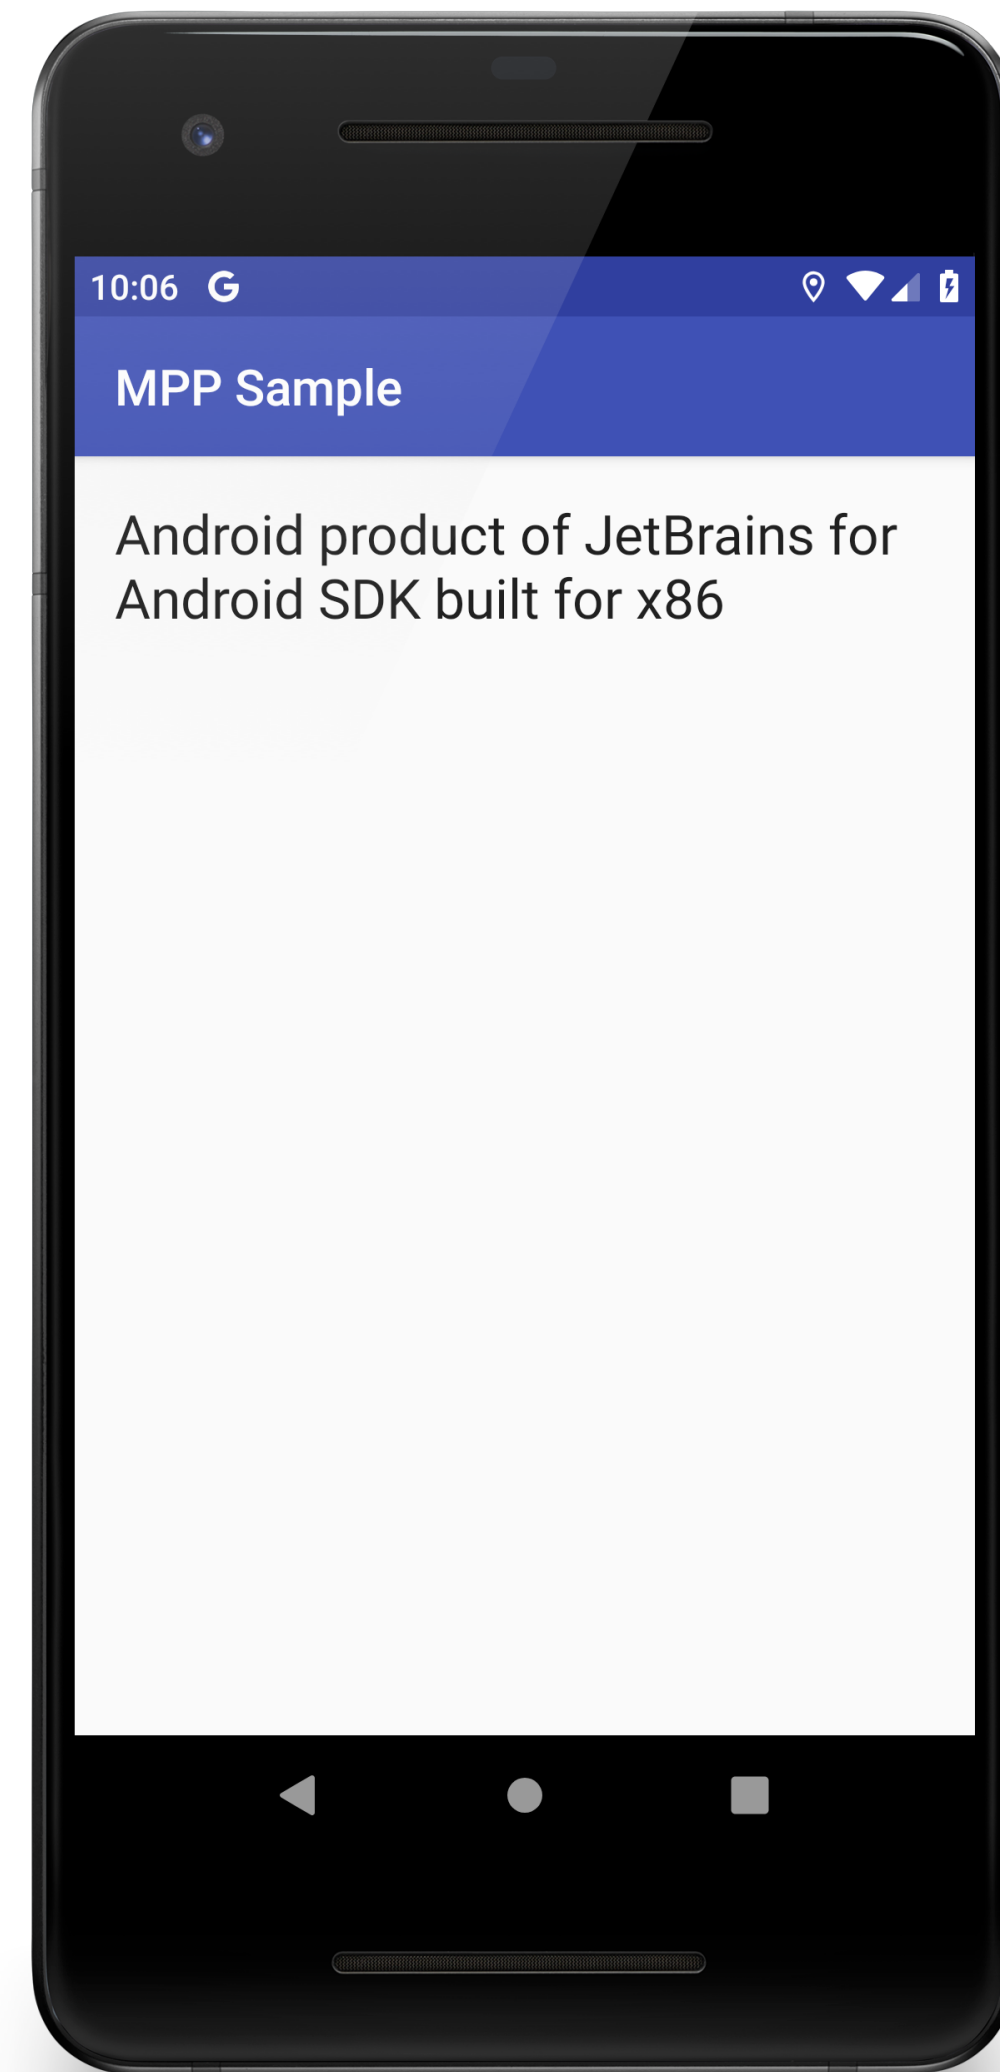 10:06 G
MPP Sample
Android product of JetBrains for
Android SDK built for x86